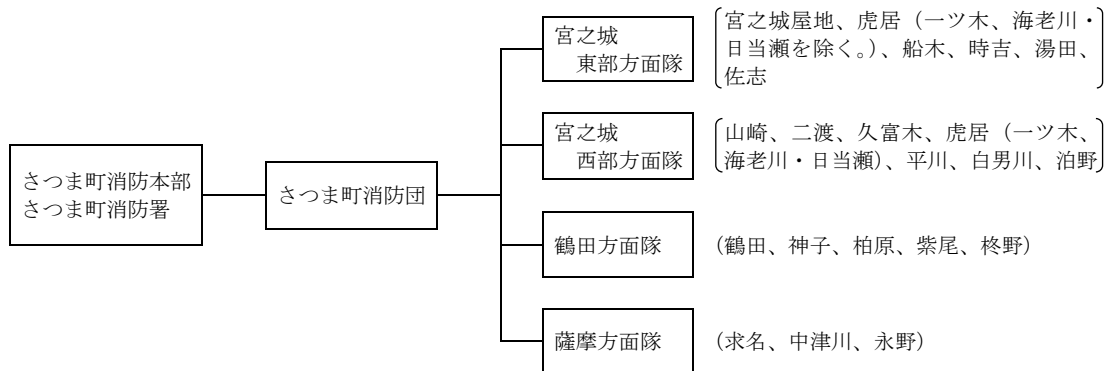 さつま町消防本部
さつま町消防署
さつま町消防団
宮之城
東部方面隊
宮之城屋地、虎居（一ツ木、海老川・
日当瀬を除く。）、船木、時吉、湯田、
佐志
宮之城
西部方面隊
山崎、二渡、久富木、虎居（一ツ木、
海老川・日当瀬）、平川、白男川、泊野
鶴田方面隊
（鶴田、神子、柏原、紫尾、柊野）
薩摩方面隊
（求名、中津川、永野）